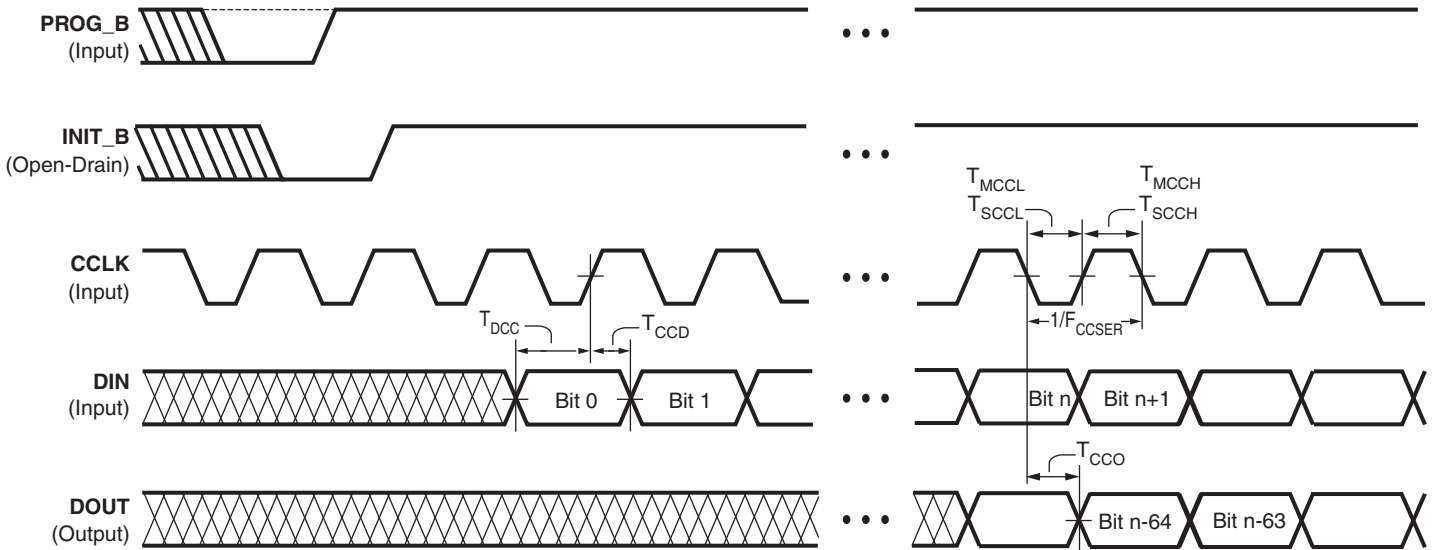 PROG_B
(Input)
INIT_B
(Open-Drain)
T_MCCL
T_SCCL
T_MCCH
T_SCCH
CCLK
(Input)
1/F_CCSER
T_DCC
T_CCD
DIN
(Input)
Bit 0
Bit 1
Bit n
Bit n+1
T_CCO
DOUT
(Output)
Bit n-64
Bit n-63